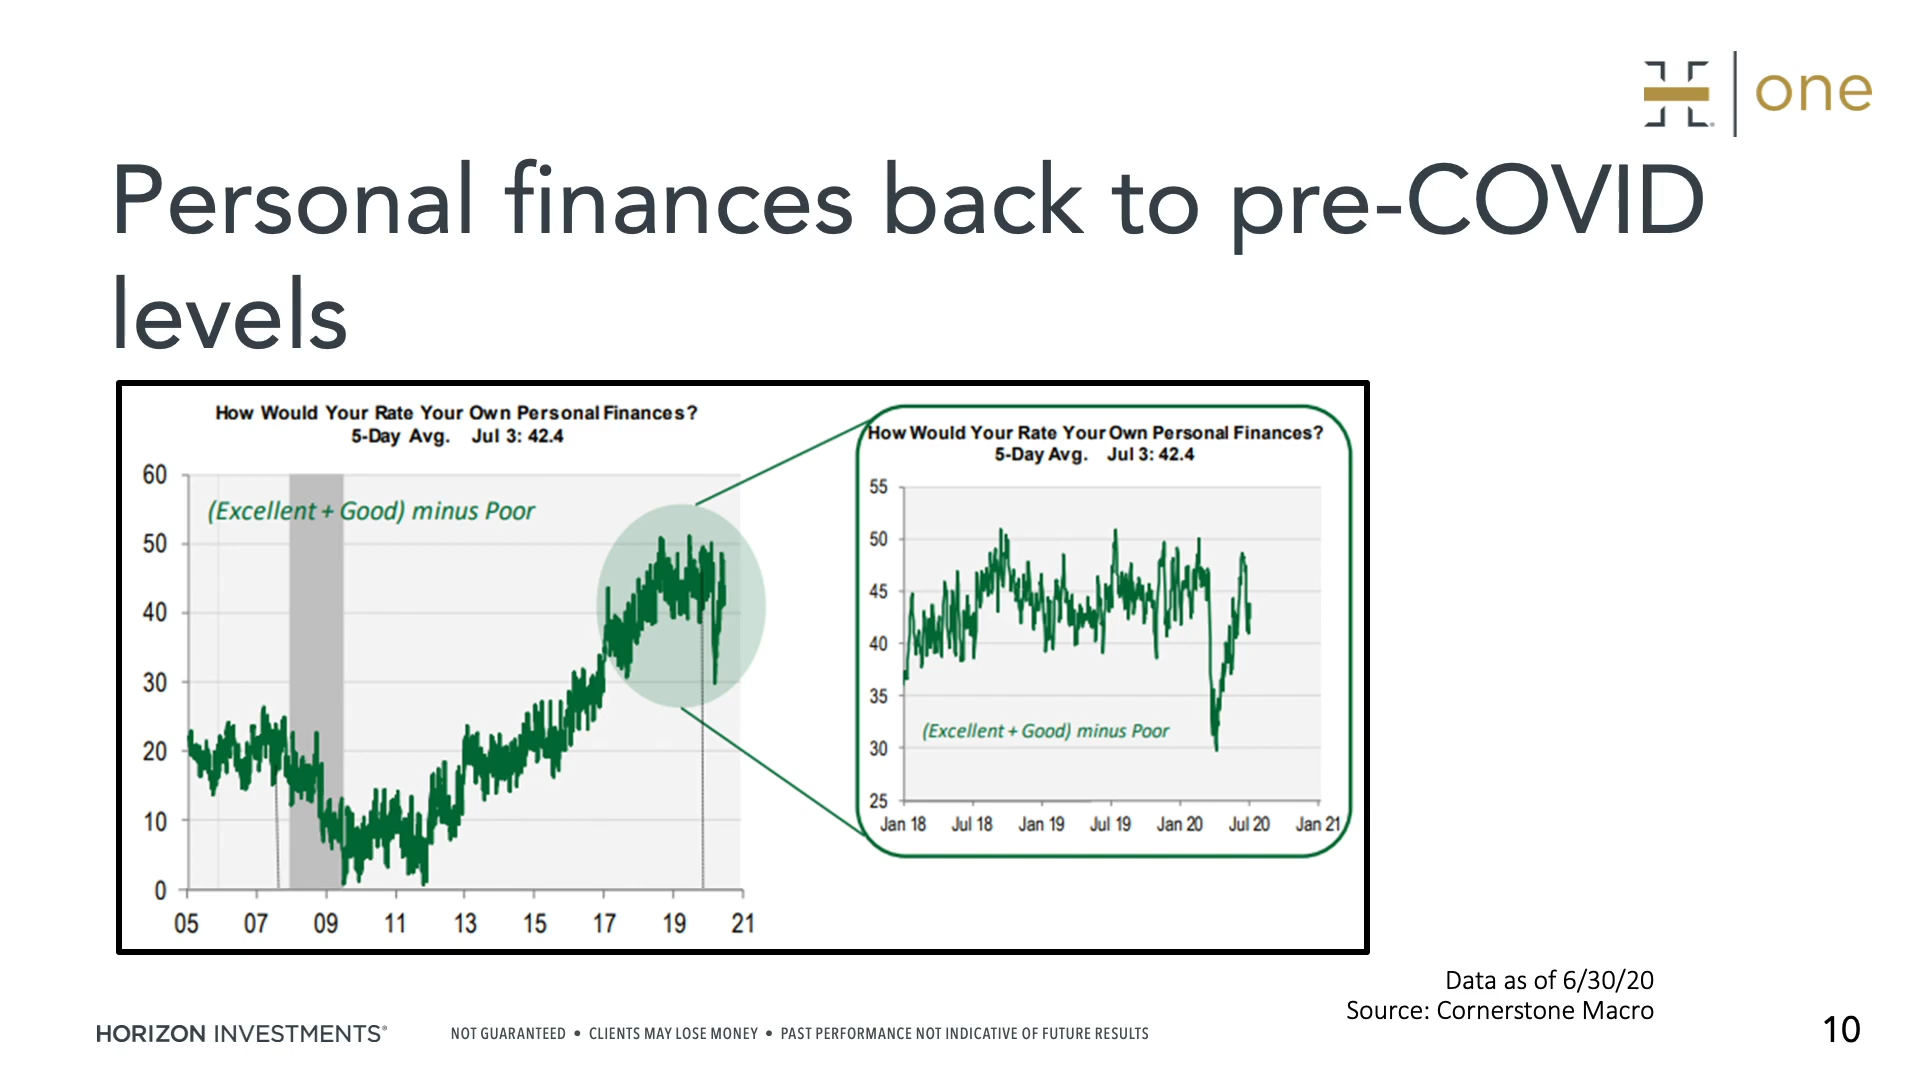 one
Personal finances back to pre-COVID
levels
How Would Your Rate Your Own Personal Finances?
5-Day Avg. Jul 3: 42.4
(Excellent + Good) minus Poor
60
50
40
30
20
10
0
05 07 09 11 13 15 17 19 21
How Would Your Rate Your Own Personal Finances?
5-Day Avg. Jul 3: 42.4
55
50
45
40
35
30
25
(Excellent + Good) minus Poor
Jan 18 Jul 18 Jan 19 Jul 19 Jan 20 Jul 20 Jan 21
Data as of 6/30/20
Source: Cornerstone Macro
HORIZON INVESTMENTS®
NOT GUARANTEED • CLIENTS MAY LOSE MONEY • PAST PERFORMANCE NOT INDICATIVE OF FUTURE RESULTS
10